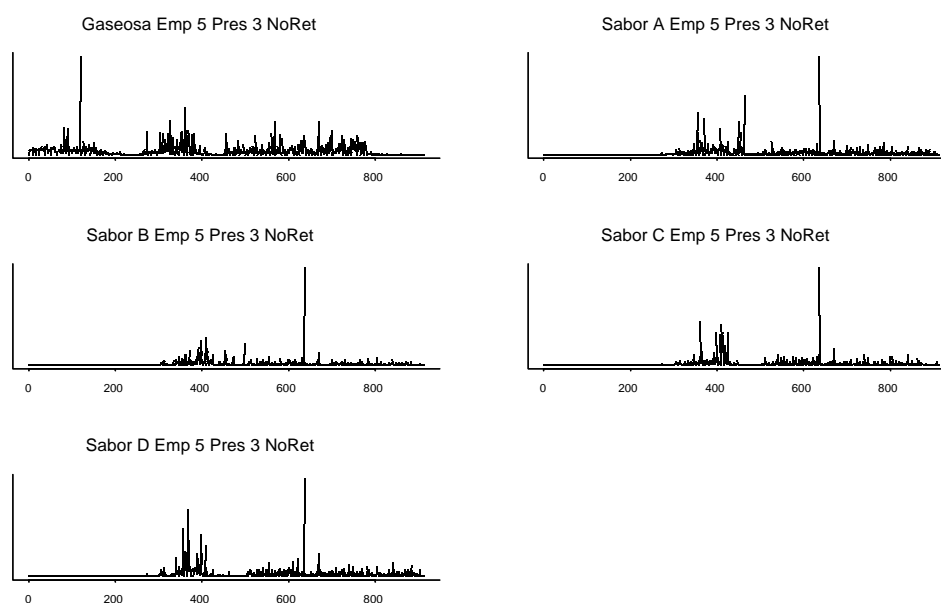 Gaseosa Emp 5 Pres 3 NoRet
Sabor A Emp 5 Pres 3 NoRet
0 200 400 600 800
0 200 400 600 800
Sabor B Emp 5 Pres 3 NoRet
Sabor C Emp 5 Pres 3 NoRet
0 200 400 600 800
0 200 400 600 800
Sabor D Emp 5 Pres 3 NoRet
0 200 400 600 800